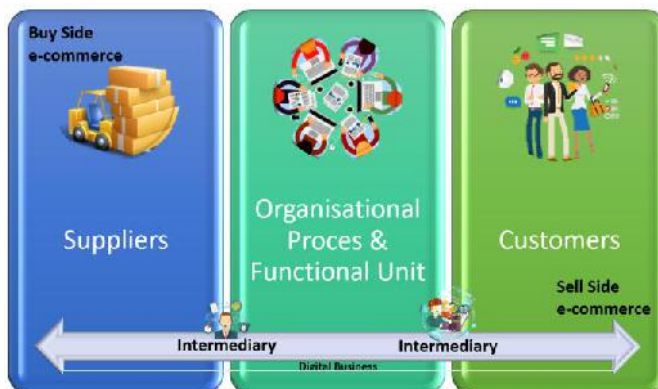 Buy Side
e-commerce
Suppliers
Organisational
Proces &
Functional Unit
Customers
Sell Side
e-commerce
Intermediary
Intermediary
Digital Business